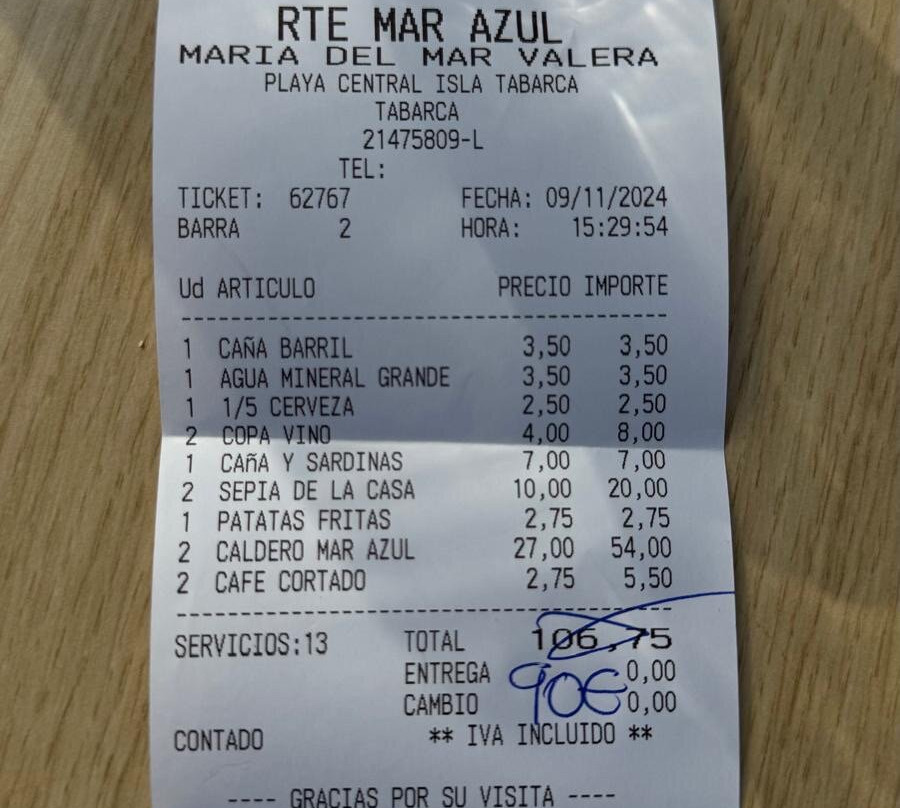 RTE MAR AZUL
MARIA DEL MAR VALERA
PLAYA CENTRAL ISLA TABARCA
TABARCA
21475809-L
TEL:
TICKET: 62767 FECHA: 09/11/2024
BARRA 2 HORA: 15:29:54
Ud ARTICULO PRECIO IMPORTE
1 CAÑA BARRIL 3,50 3,50
1 AGUA MINERAL GRANDE 3,50 3,50
1 1/5 CERVEZA 2,50 2,50
2 COPA VINO 4,00 8,00
1 CAñA Y SARDINAS 7,00 7,00
2 SEPIA DE LA CASA 10,00 20,00
1 PATATAS FRITAS 2,75 2,75
2 CALDERO MAR AZUL 27,00 54,00
2 CAFE CORTADO 2,75 5,50
SERVICIOS:13 TOTAL 106,75
ENTREGA 0,00
90€
CAMBIO 0,00
CONTADO ** IVA INCLUIDO **
---- GRACIAS POR SU VISITA ----